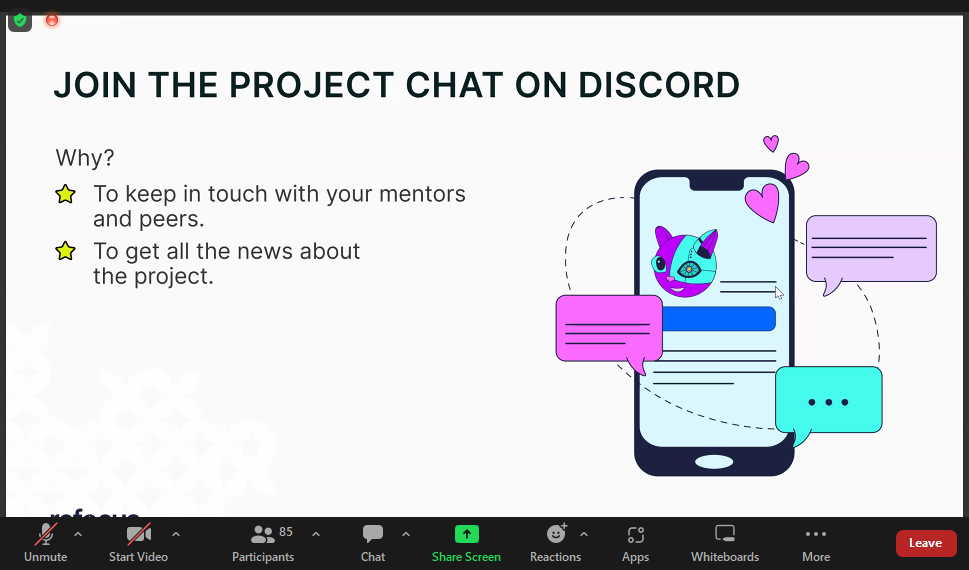 JOIN THE PROJECT CHAT ON DISCORD
Why?
To keep in touch with your mentors
and peers.
To get all the news about
the project.
refocus
85
Unmute
Start Video
Participants
Chat
Share Screen
Reactions
Apps
Whiteboards
More
Leave